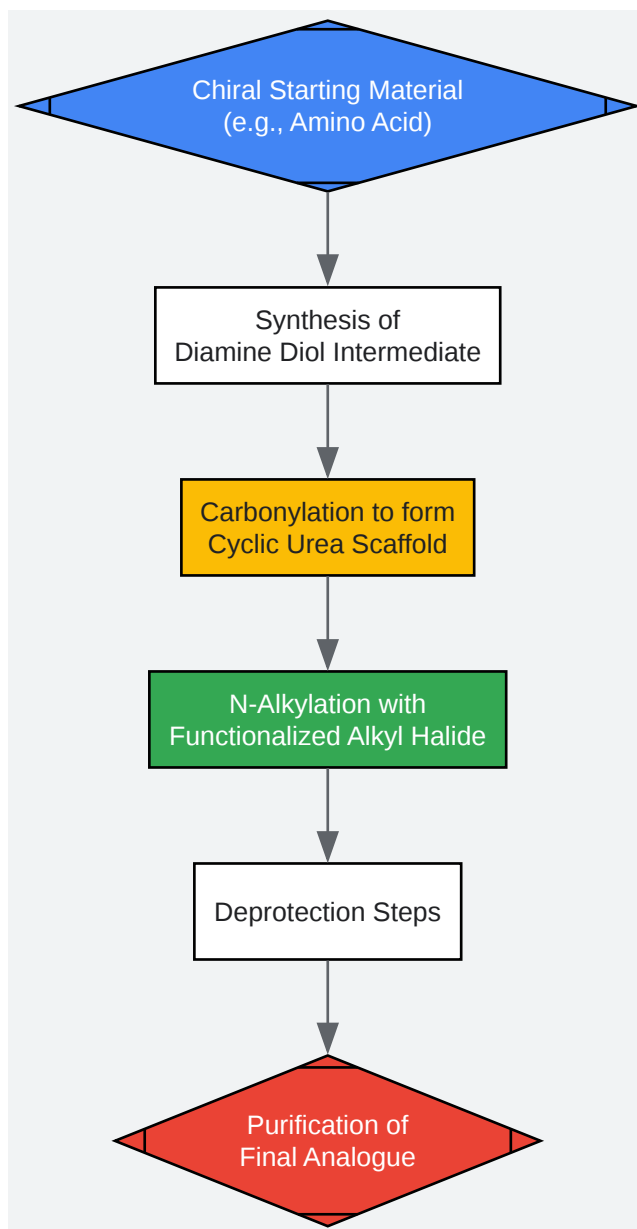 Chiral Starting Material
(e.g., Amino Acid)
Synthesis of
Diamine Diol Intermediate
Carbonylation to form
Cyclic Urea Scaffold
N-Alkylation with
Functionalized Alkyl Halide
Deprotection Steps
Purification of
Final Analogue